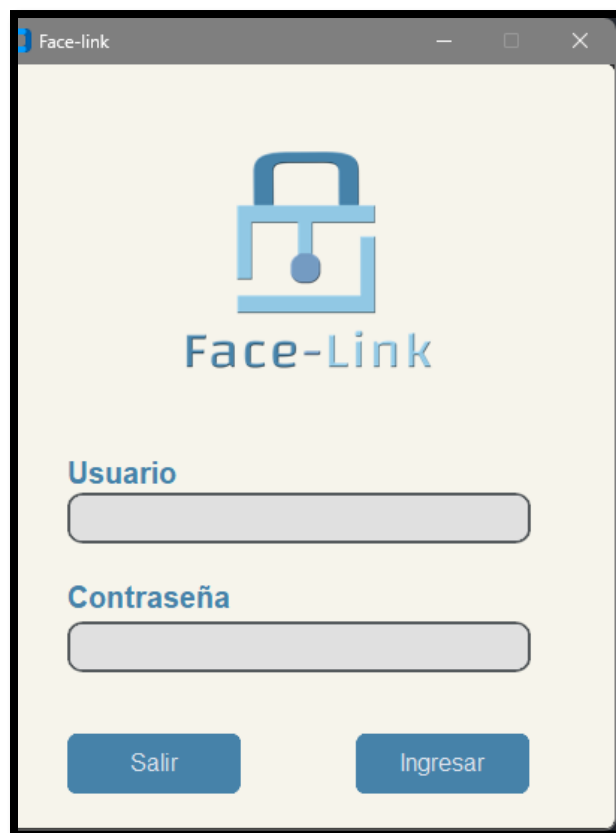 Face-link
Face-Link
Usuario
Contraseña
Salir
Ingresar